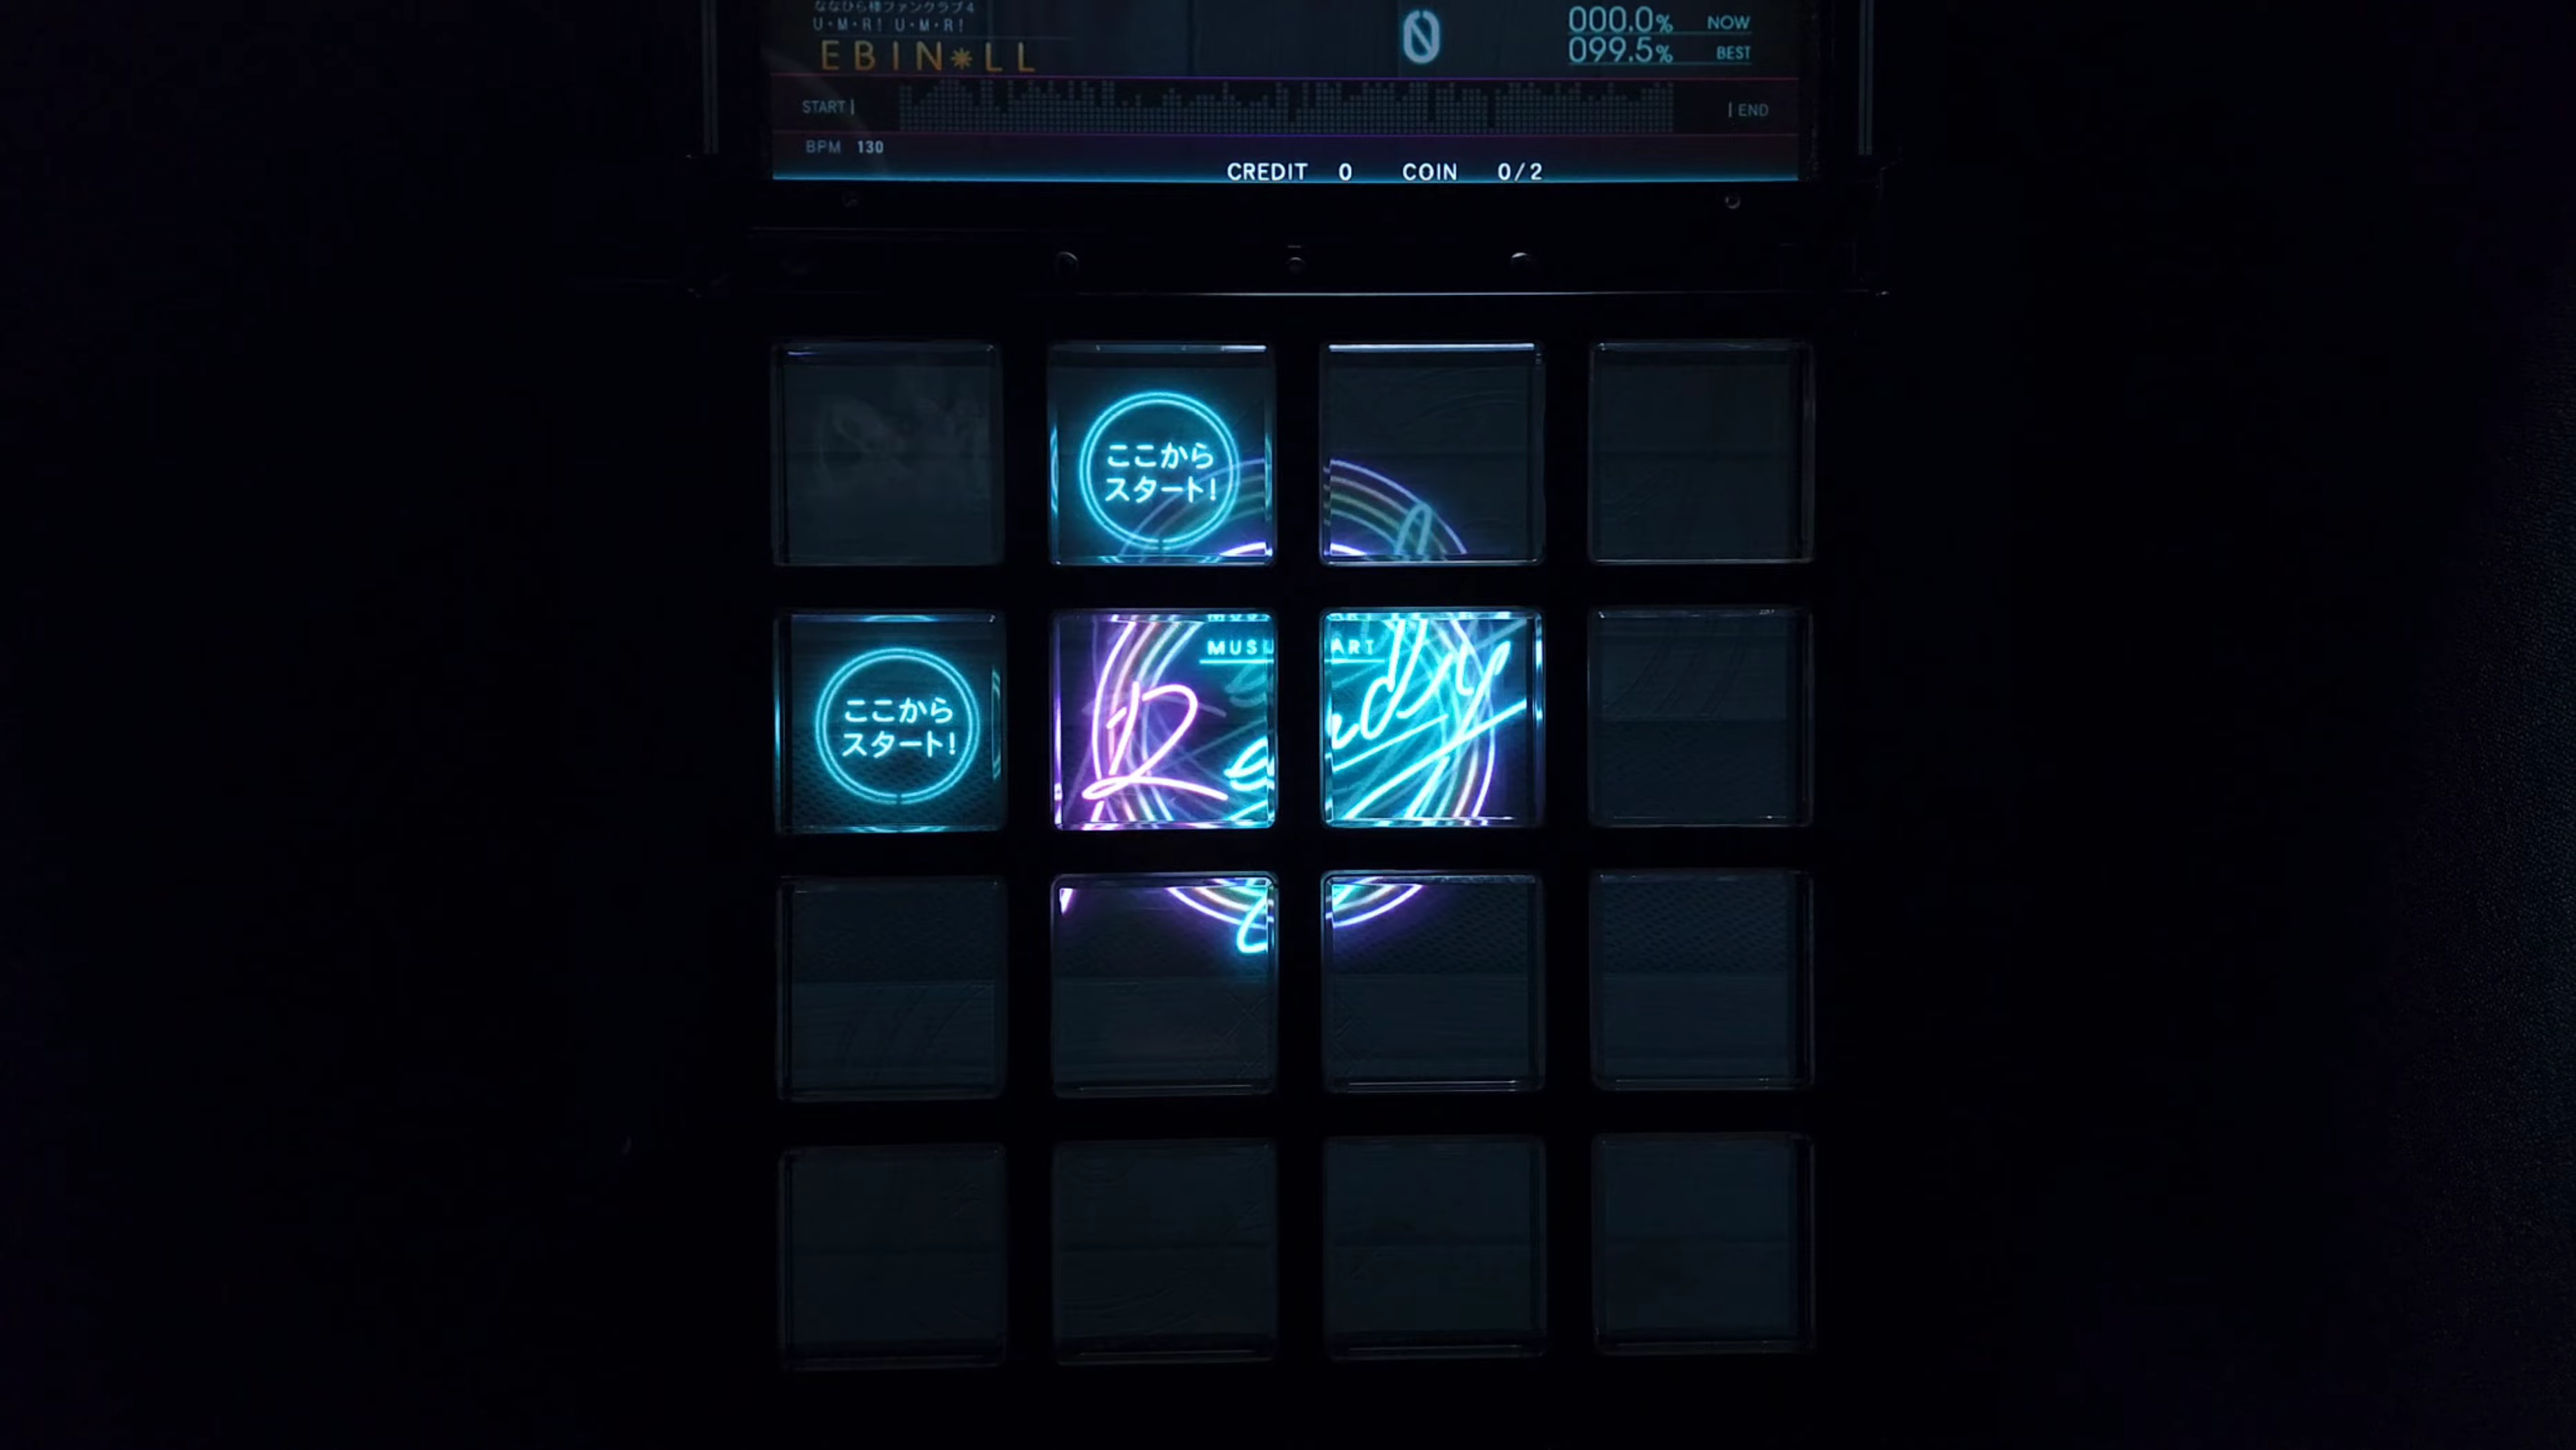 ななひら様ファンクラブ4
U・M・R! U・M・R!
EBIN＊LL
0
000.0% NOW
099.5% BEST
START |
| END
BPM 130
CREDIT 0 COIN 0/2
ここから
スタート!
ここから
スタート!
Ready